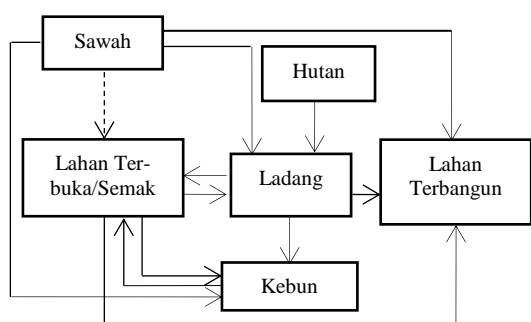 Sawah
Hutan
Lahan Ter-
buka/Semak
Ladang
Lahan
Terbangun
Kebun